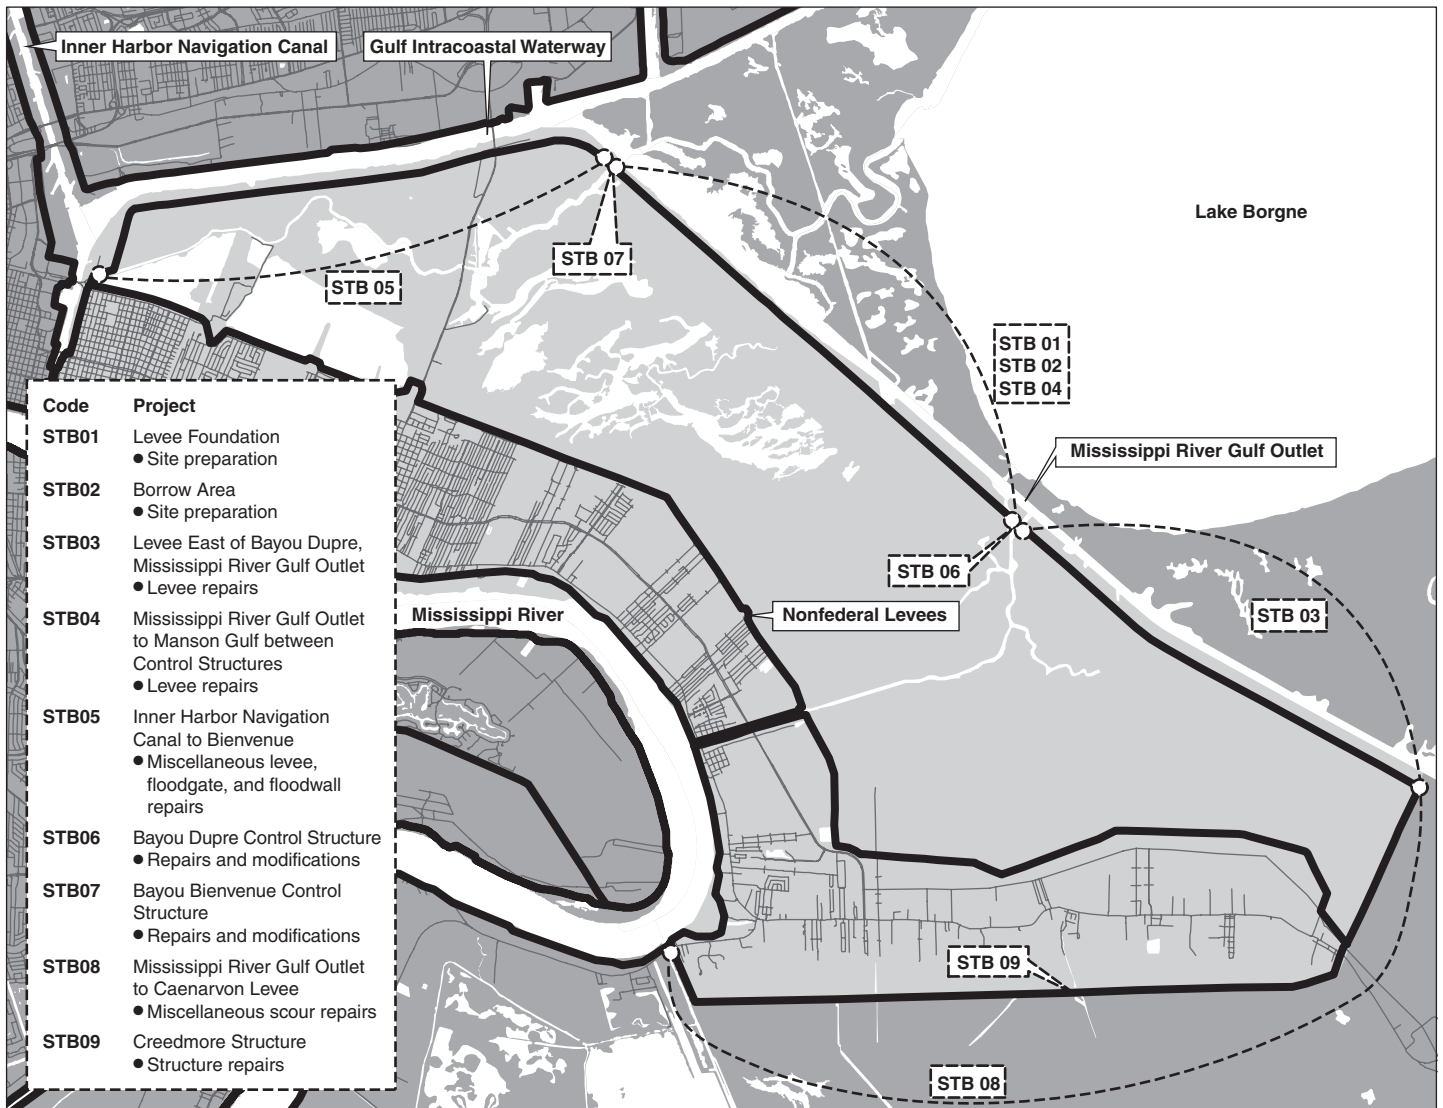 Inner Harbor Navigation Canal
Gulf Intracoastal Waterway
Lake Borgne
STB 07
STB 05
STB 01
STB 02
STB 04
Mississippi River Gulf Outlet
STB 06
STB 03
Mississippi River
Nonfederal Levees
STB 09
STB 08
Code Project
STB01 Levee Foundation
● Site preparation
STB02 Borrow Area
● Site preparation
STB03 Levee East of Bayou Dupre,
Mississippi River Gulf Outlet
● Levee repairs
STB04 Mississippi River Gulf Outlet
to Manson Gulf between
Control Structures
● Levee repairs
STB05 Inner Harbor Navigation
Canal to Bienvenue
● Miscellaneous levee,
floodgate, and floodwall
repairs
STB06 Bayou Dupre Control Structure
● Repairs and modifications
STB07 Bayou Bienvenue Control
Structure
● Repairs and modifications
STB08 Mississippi River Gulf Outlet
to Caenarvon Levee
● Miscellaneous scour repairs
STB09 Creedmore Structure
● Structure repairs